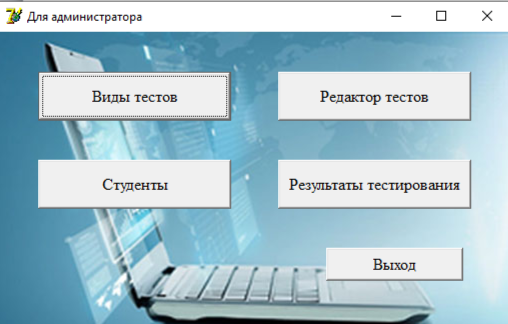 Для администратора
Виды тестов
Редактор тестов
Студенты
Результаты тестирования
Выход